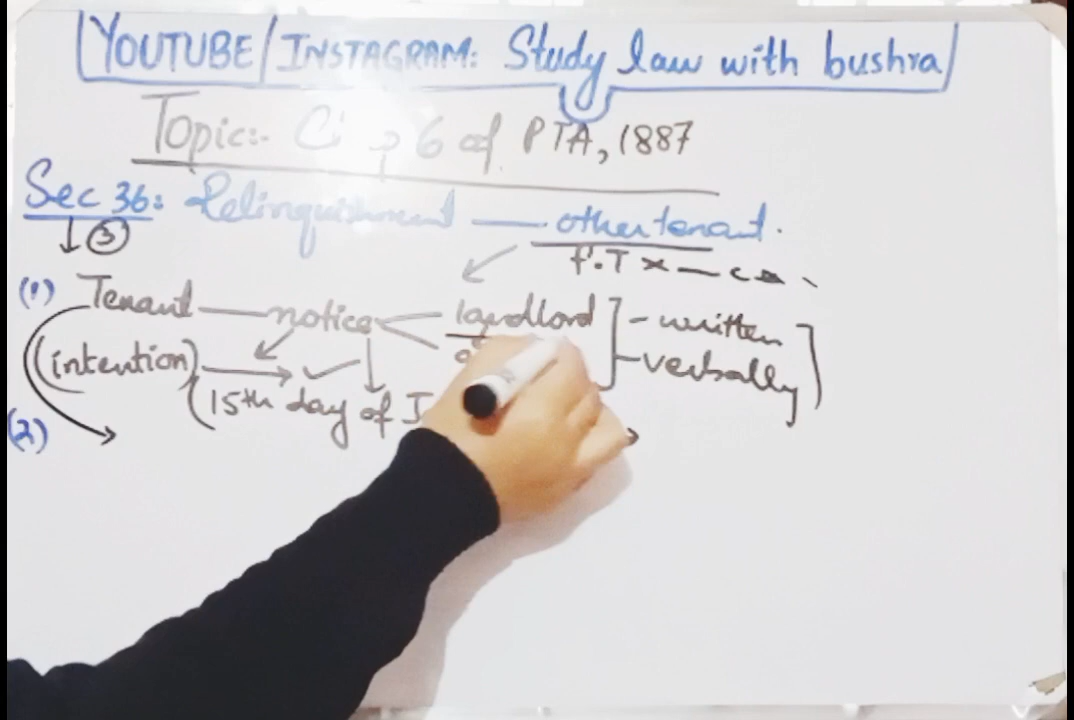 YOUTUBE/INSTAGRAM: Study law with bushra
Topic:- 6 of PTA, 1887
Sec 36: Relinquishment — other tenant.
↓ (3) f.T x —
(1) Tenant — notice landlord ] - written ]
(intention) → ✓ - verbally
(15th day of J
(2)